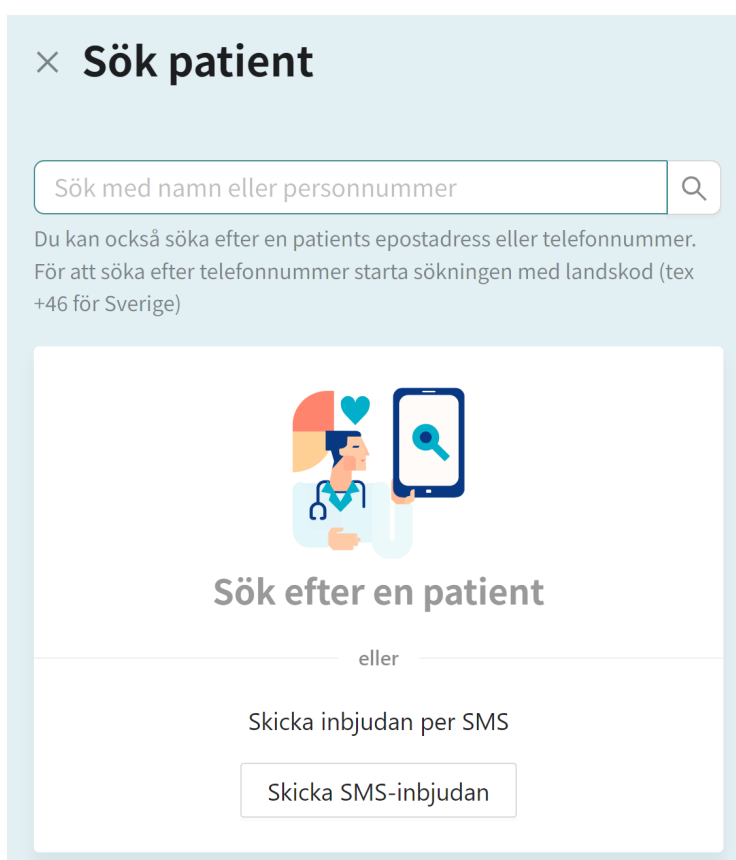 Sök patient
Sök med namn eller personnummer
Du kan också söka efter en patients epostadress eller telefonnummer.
För att söka efter telefonnummer starta sökningen med landskod (tex
+46 för Sverige)
Sök efter en patient
eller
Skicka inbjudan per SMS
Skicka SMS-inbjudan